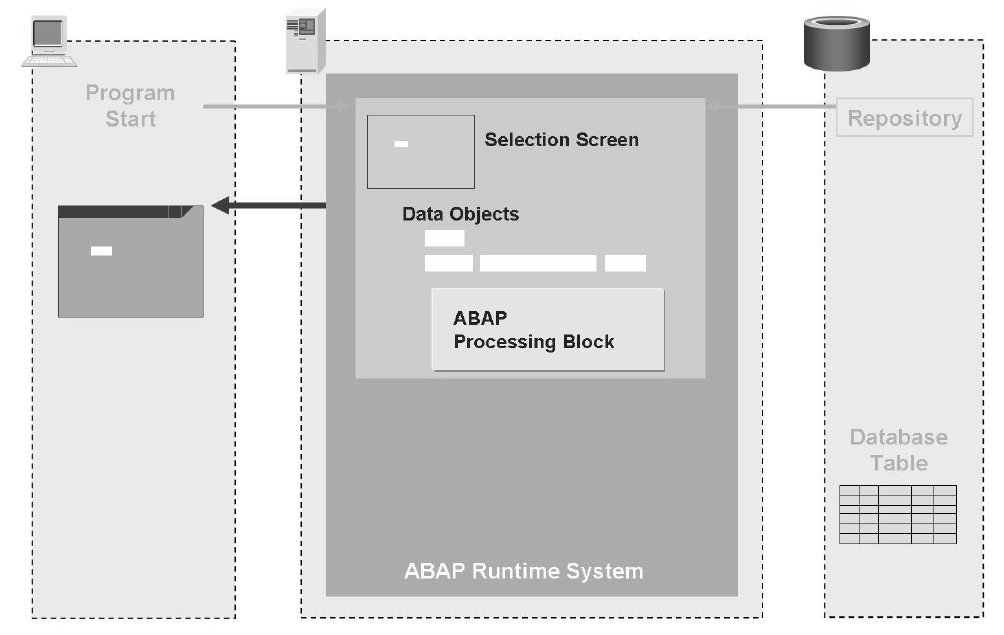 Program
Start
Repository
Selection Screen
Data Objects
ABAP
Processing Block
Database
Table
ABAP Runtime System